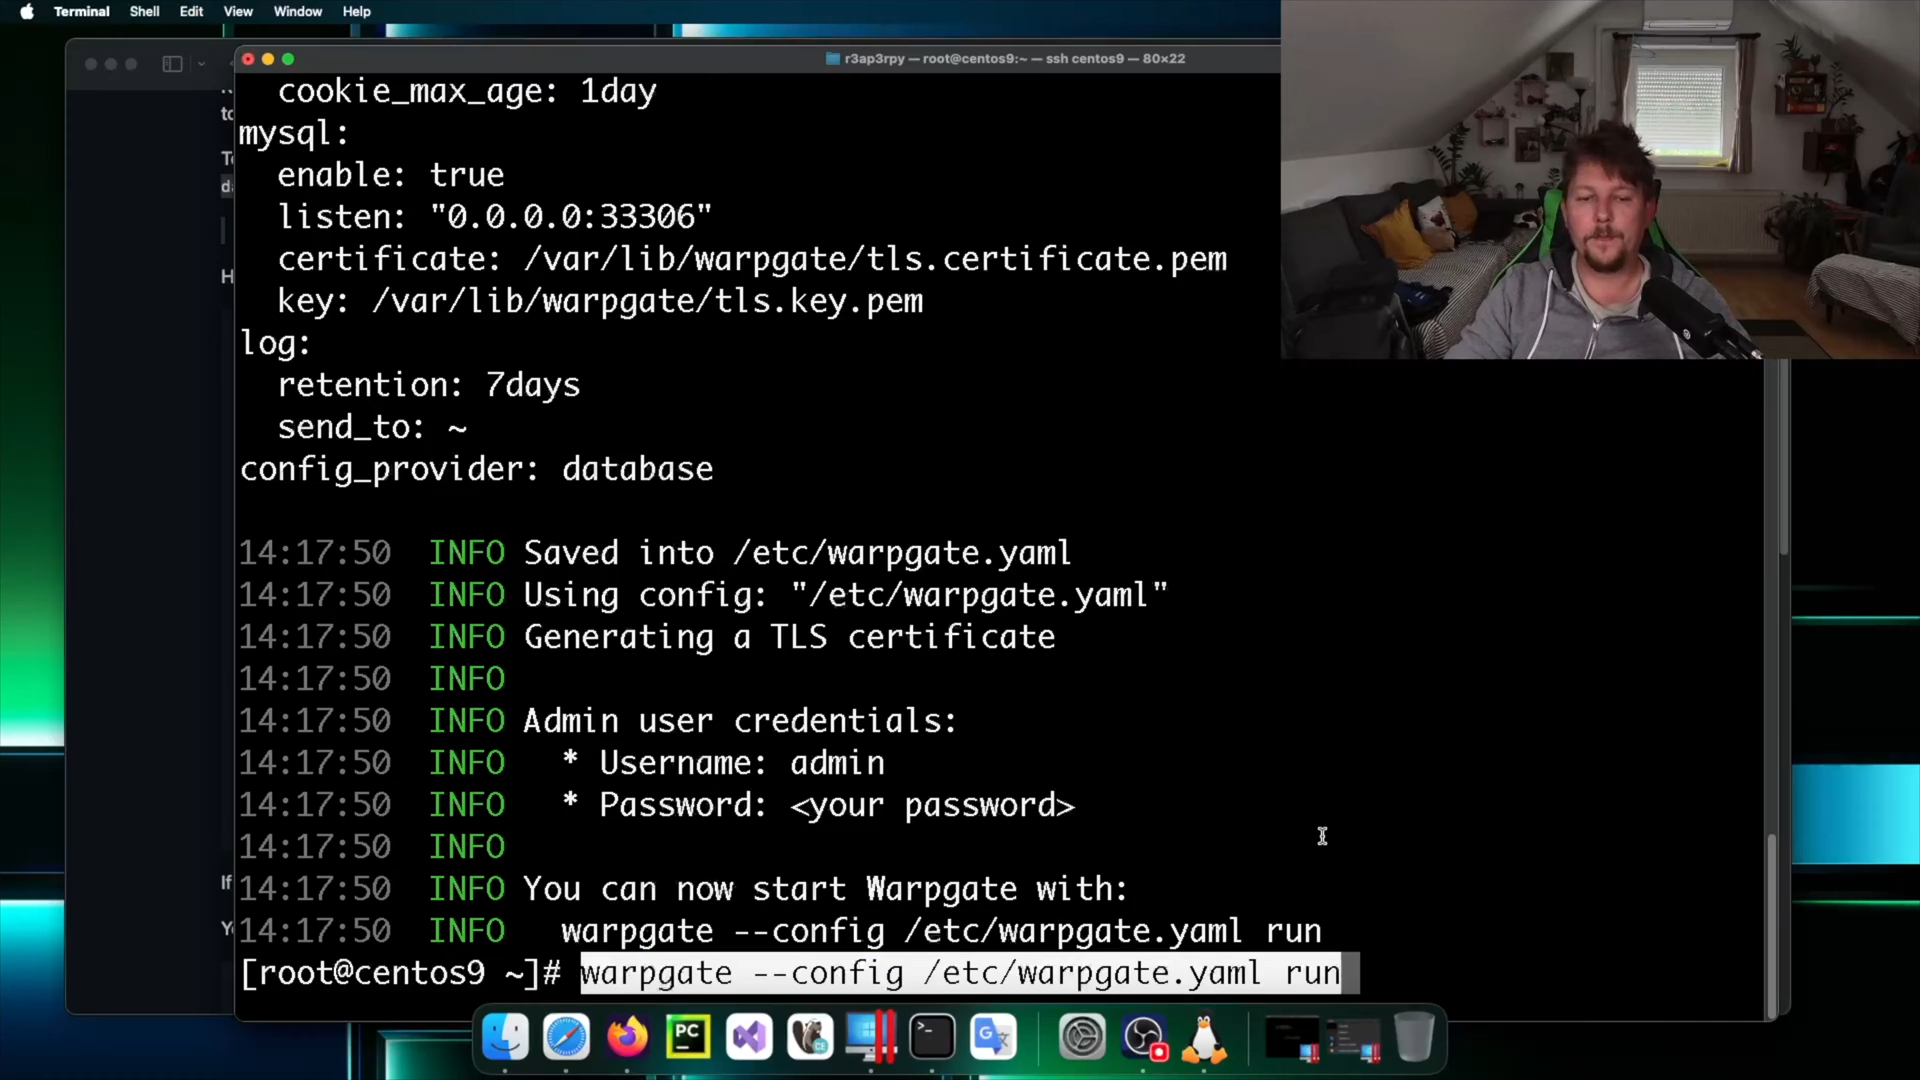 Terminal Shell Edit View Window Help
r3ap3rpy — root@centos9:~ — ssh centos9 — 80×22
cookie_max_age: 1day
mysql:
enable: true
listen: "0.0.0.0:33306"
certificate: /var/lib/warpgate/tls.certificate.pem
key: /var/lib/warpgate/tls.key.pem
log:
retention: 7days
send_to: ~
config_provider: database
14:17:50 INFO Saved into /etc/warpgate.yaml
14:17:50 INFO Using config: "/etc/warpgate.yaml"
14:17:50 INFO Generating a TLS certificate
14:17:50 INFO
14:17:50 INFO Admin user credentials:
14:17:50 INFO * Username: admin
14:17:50 INFO * Password: <your password>
14:17:50 INFO
14:17:50 INFO You can now start Warpgate with:
14:17:50 INFO warpgate --config /etc/warpgate.yaml run
[root@centos9 ~]# warpgate --config /etc/warpgate.yaml run
PC
CE